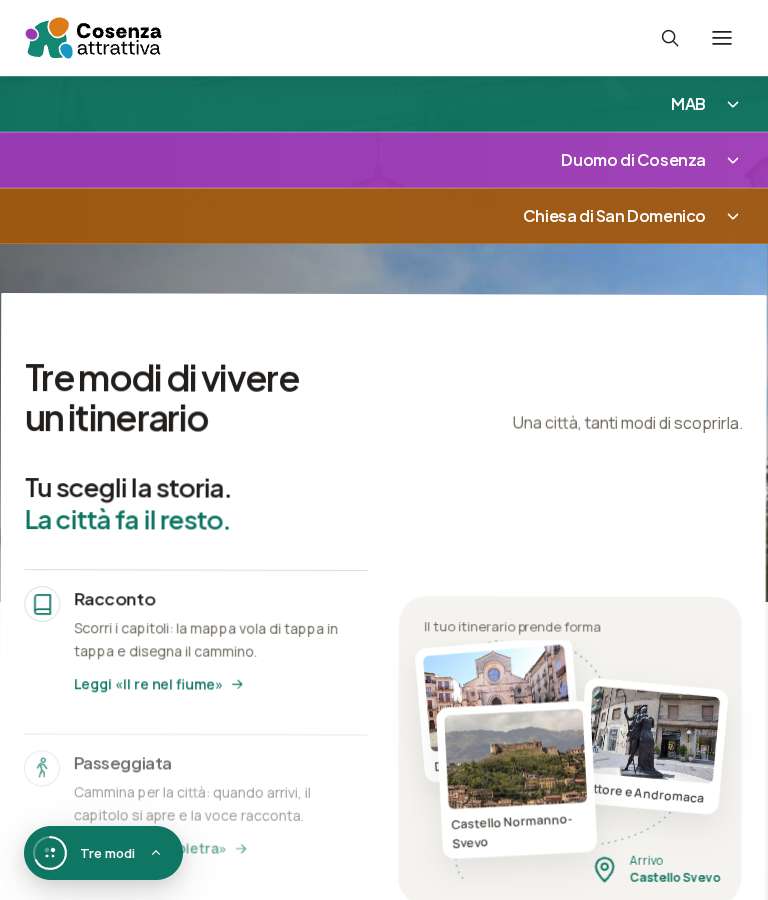 Cosenza
attrattiva
MAB
Duomo di Cosenza
Chiesa di San Domenico
Tre modi di vivere
un itinerario
Una città, tanti modi di scoprirla.
Tu scegli la storia.
La città fa il resto.
Racconto
Scorri i capitoli: la mappa vola di tappa in
tappa e disegna il cammino.
Leggi «Il re nel fiume»
Passeggiata
Cammina per la città: quando arrivi, il
capitolo si apre e la voce racconta.
Tre modi
Il tuo itinerario prende forma
e Andromaca
Castello Normanno-
Svevo
Arrivo
Castello Svevo